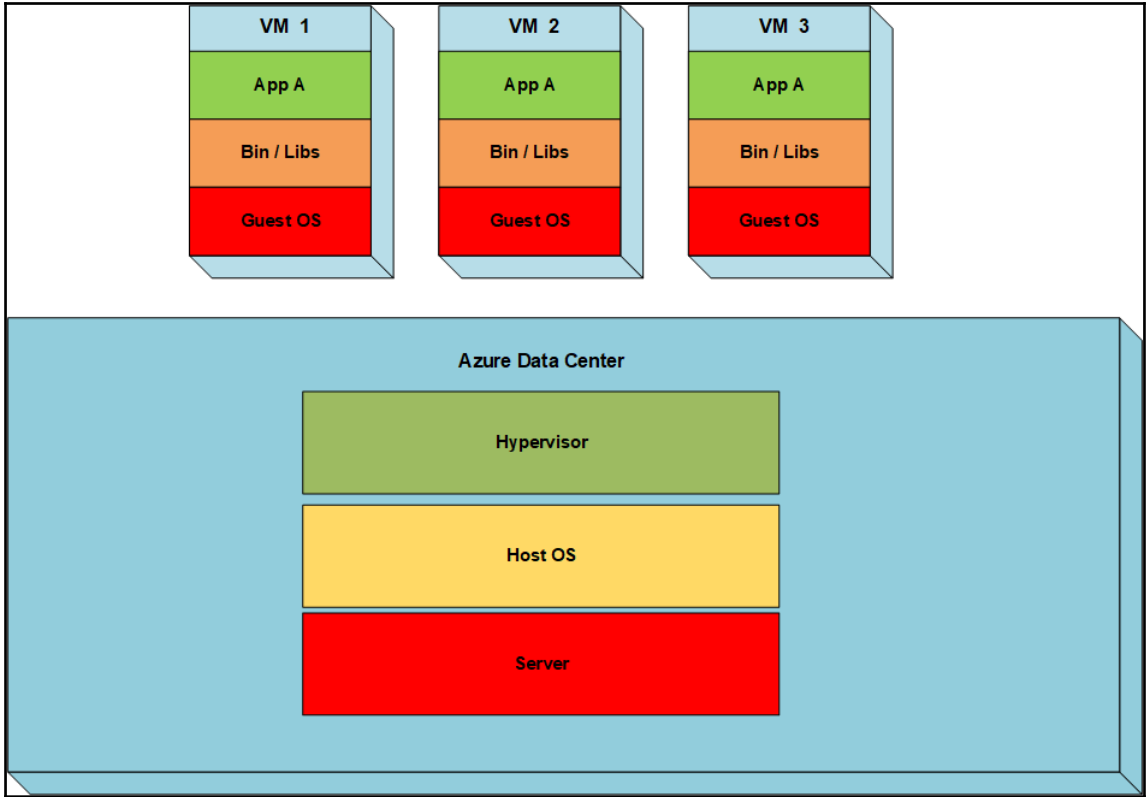 VM 1
VM 2
VM 3
App A
App A
App A
Bin / Libs
Bin / Libs
Bin / Libs
Guest OS
Guest OS
Guest OS
Azure Data Center
Hypervisor
Host OS
Server